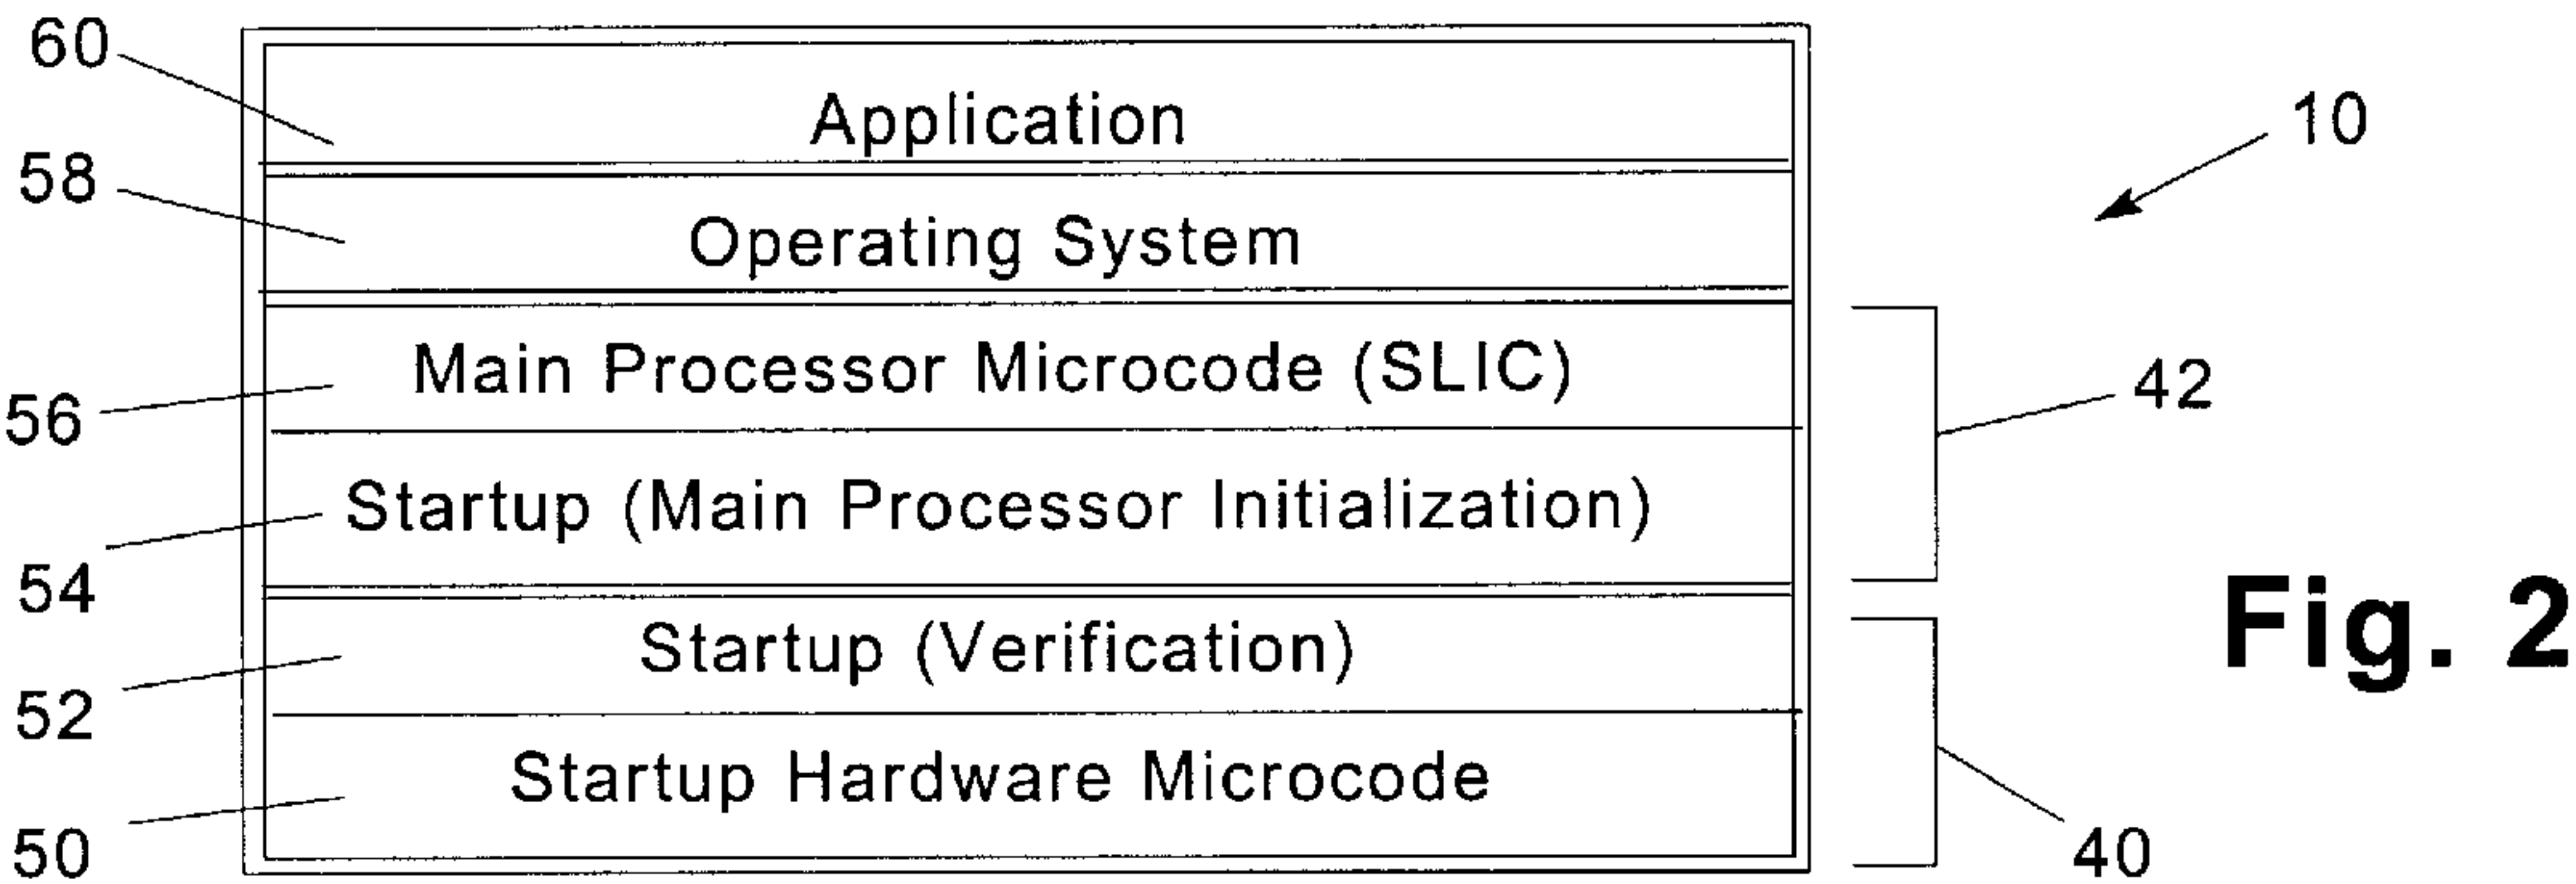 60
Application
10
58
Operating System
Main Processor Microcode (SLIC)
42
56
Startup (Main Processor Initialization)
54
Fig. 2
Startup (Verification)
52
Startup Hardware Microcode
50
40